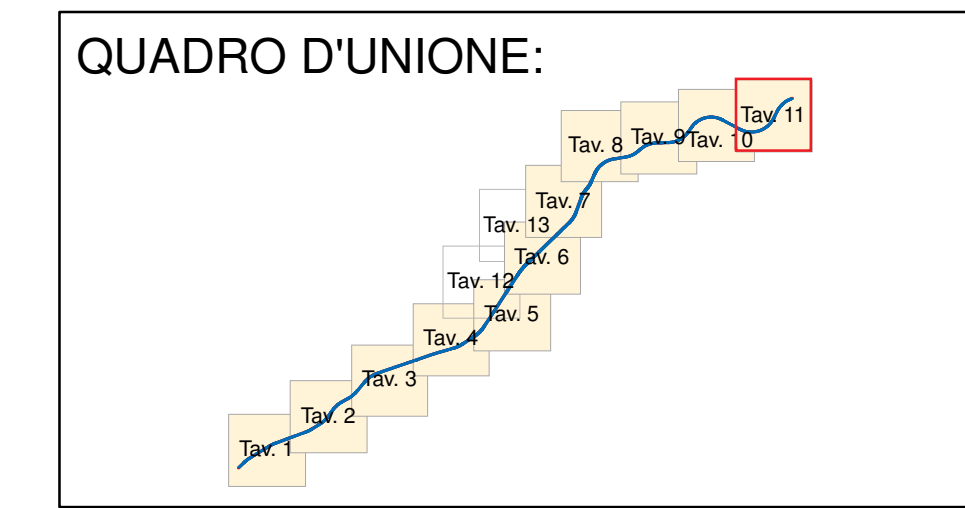 QUADRO D'UNIONE:
Tav. 11
Tav. 8
Tav. 9
Tav. 10
Tav. 7
Tav. 13
Tav. 6
Tav. 12
Tav. 5
Tav. 4
Tav. 3
Tav. 2
Tav. 1